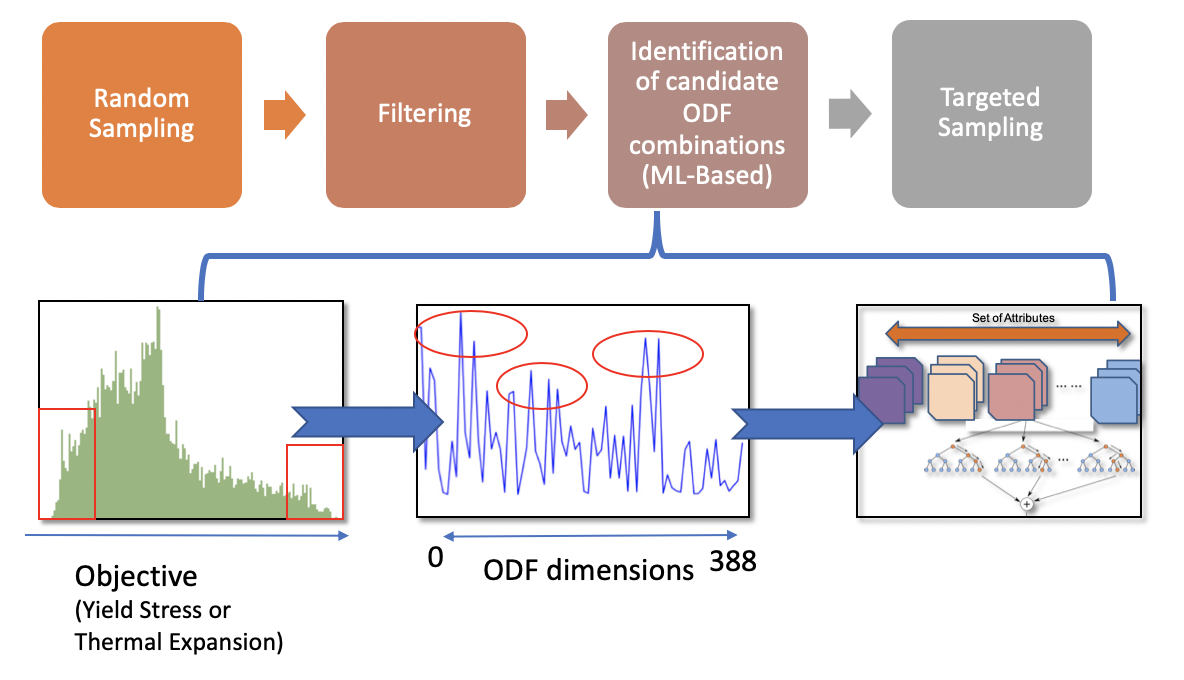 Random
Sampling
Filtering
Identification
of candidate
ODF
combinations
(ML-Based)
Targeted
Sampling
Set of Attributes
... ...
...
+
0
ODF dimensions
388
Objective
(Yield Stress or
Thermal Expansion)